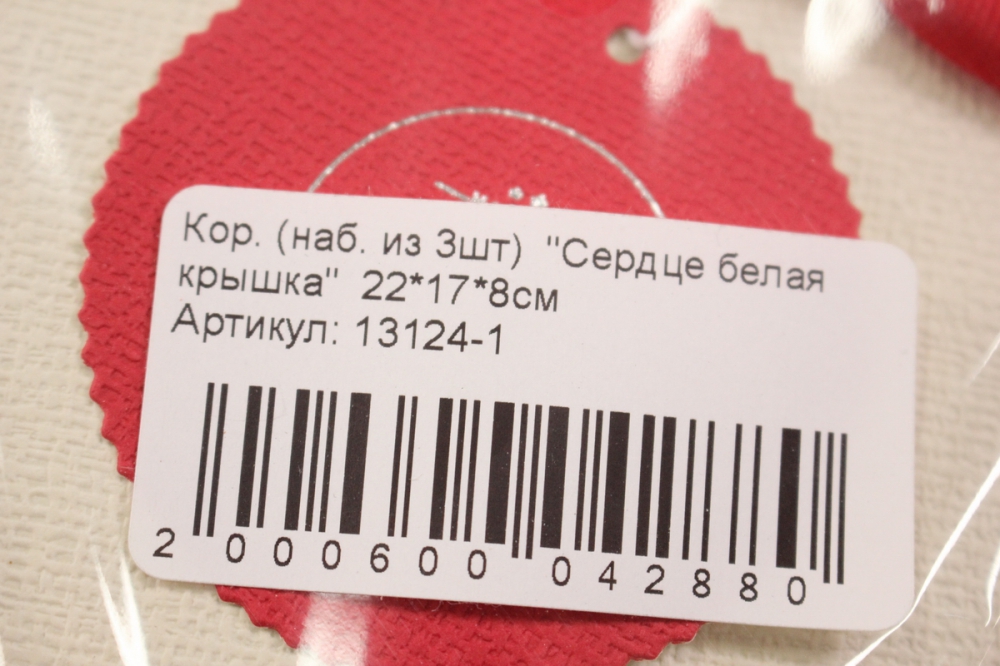 Кор. (наб. из 3шт)  "Сердце белая
крышка"  22*17*8см
Артикул: 13124-1
2 000600 042880